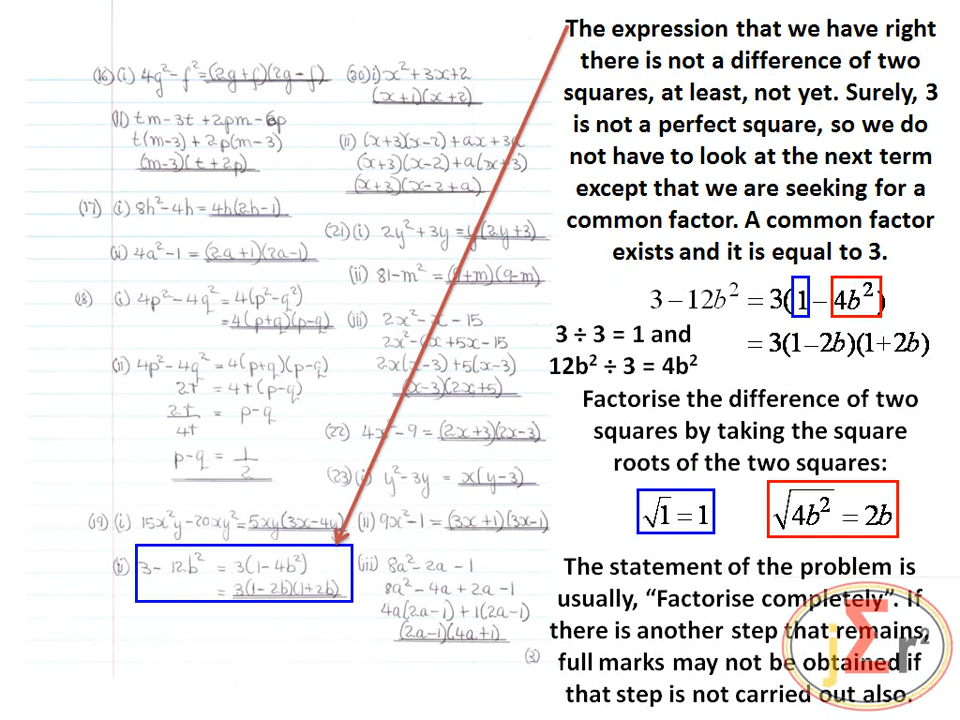 (16) (i) 4g² − f² = (2g+f)(2g−f)
(ii) tm − 3t + 2pm − 6p
t(m−3) + 2p(m−3)
(m−3)(t+2p)
(17) (i) 8h² − 4h = 4h(2h−1)
(ii) 4a² − 1 = (2a+1)(2a−1)
(18) (i) 4p² − 4q² = 4(p²−q²)
= 4(p+q)(p−q)
(ii) 4p² − 4q² = 4(p+q)(p−q)
2t = 4t(p−q)
2t/4t = p−q
p−q = 1/2
(19) (i) 15x²y − 20xy² = 5xy(3x−4y)
(ii) 3 − 12b² = 3(1−4b²)
= 3(1−2b)(1+2b)
(20) i) x² + 3x + 2
(x+1)(x+2)
(ii) (x+3)(x−2) + ax + 3a
(x+3)(x−2) + a(x+3)
(x+3)(x−2+a)
(21) (i) 2y² + 3y = y(2y+3)
(ii) 81 − m² = (9+m)(9−m)
(iii) 2x² − x − 15
2x² − 6x + 5x − 15
2x(x−3) + 5(x−3)
(x−3)(2x+5)
(22) 4x² − 9 = (2x+3)(2x−3)
(23) (i) y² − 3y = x(y−3)
(ii) 9x² − 1 = (3x+1)(3x−1)
(iii) 8a² − 2a − 1
8a² − 4a + 2a − 1
4a(2a−1) + 1(2a−1)
(2a−1)(4a+1)
(3)
The expression that we have right
there is not a difference of two
squares, at least, not yet. Surely, 3
is not a perfect square, so we do
not have to look at the next term
except that we are seeking for a
common factor. A common factor
exists and it is equal to 3.
3 − 12b² = 3(1 − 4b²)
= 3(1−2b)(1+2b)
3 ÷ 3 = 1 and
12b² ÷ 3 = 4b²
Factorise the difference of two
squares by taking the square
roots of the two squares:
√1 = 1
√4b² = 2b
The statement of the problem is
usually, “Factorise completely”. If
there is another step that remains,
full marks may not be obtained if
that step is not carried out also.
jΣr²